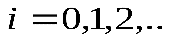 i = 0,1,2,..